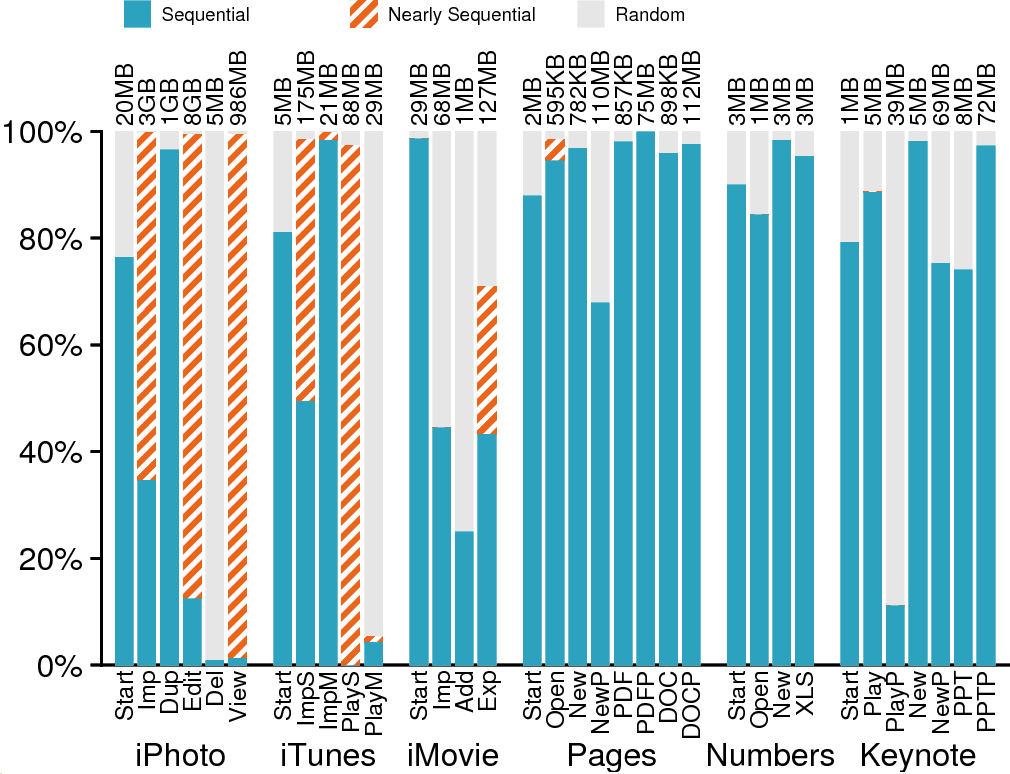 Sequential Nearly Sequential Random
20MB 3GB 1GB 8GB 5MB 986MB 5MB 175MB 21MB 88MB 29MB 29MB 68MB 1MB 127MB 2MB 595KB 782KB 110MB 857KB 75MB 898KB 112MB 3MB 1MB 3MB 3MB 1MB 5MB 39MB 5MB 69MB 8MB 72MB
100%
80%
60%
40%
20%
0%
Start Imp Dup Edit Del View Start ImpS ImpM PlayS PlayM Start Imp Add Exp Start Open New NewP PDF PDFP DOC DOCP Start Open New XLS Start Play PlayP New NewP PPT PPTP
iPhoto iTunes iMovie Pages Numbers Keynote